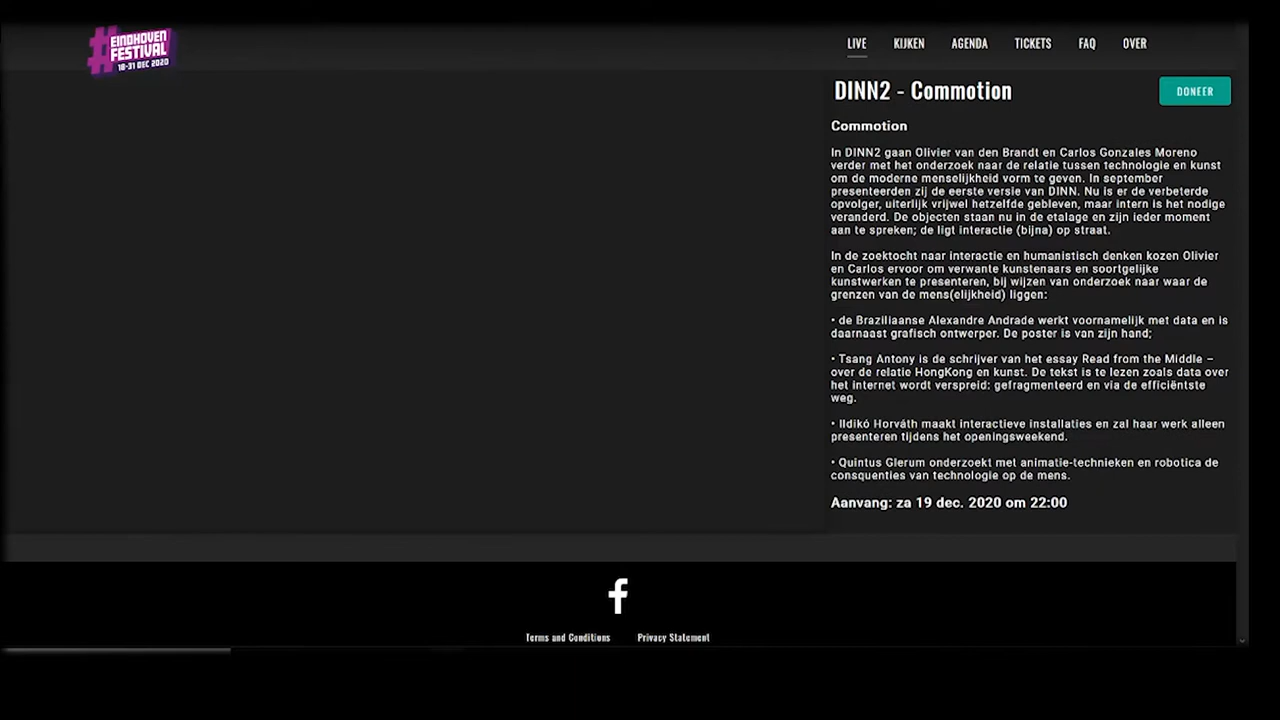 #EINDHOVEN
FESTIVAL
18-31 DEC 2020
LIVE KIJKEN AGENDA TICKETS FAQ OVER
DINN2 - Commotion
DONEER
Commotion
In DINN2 gaan Olivier van den Brandt en Carlos Gonzales Moreno
verder met het onderzoek naar de relatie tussen technologie en kunst
om de moderne menselijkheid vorm te geven. In september
presenteerden zij de eerste versie van DINN. Nu is er de verbeterde
opvolger, uiterlijk vrijwel hetzelfde gebleven, maar intern is het nodige
veranderd. De objecten staan nu in de etalage en zijn ieder moment
aan te spreken; de ligt interactie (bijna) op straat.
In de zoektocht naar interactie en humanistisch denken kozen Olivier
en Carlos ervoor om verwante kunstenaars en soortgelijke
kunstwerken te presenteren, bij wijzen van onderzoek naar waar de
grenzen van de mens(elijkheid) liggen:
• de Braziliaanse Alexandre Andrade werkt voornamelijk met data en is
daarnaast grafisch ontwerper. De poster is van zijn hand;
• Tsang Antony is de schrijver van het essay Read from the Middle –
over de relatie HongKong en kunst. De tekst is te lezen zoals data over
het internet wordt verspreid: gefragmenteerd en via de efficiëntste
weg.
• Ildikó Horváth maakt interactieve installaties en zal haar werk alleen
presenteren tijdens het openingsweekend.
• Quintus Glerum onderzoekt met animatie-technieken en robotica de
consquenties van technologie op de mens.
Aanvang: za 19 dec. 2020 om 22:00
f
Terms and Conditions Privacy Statement